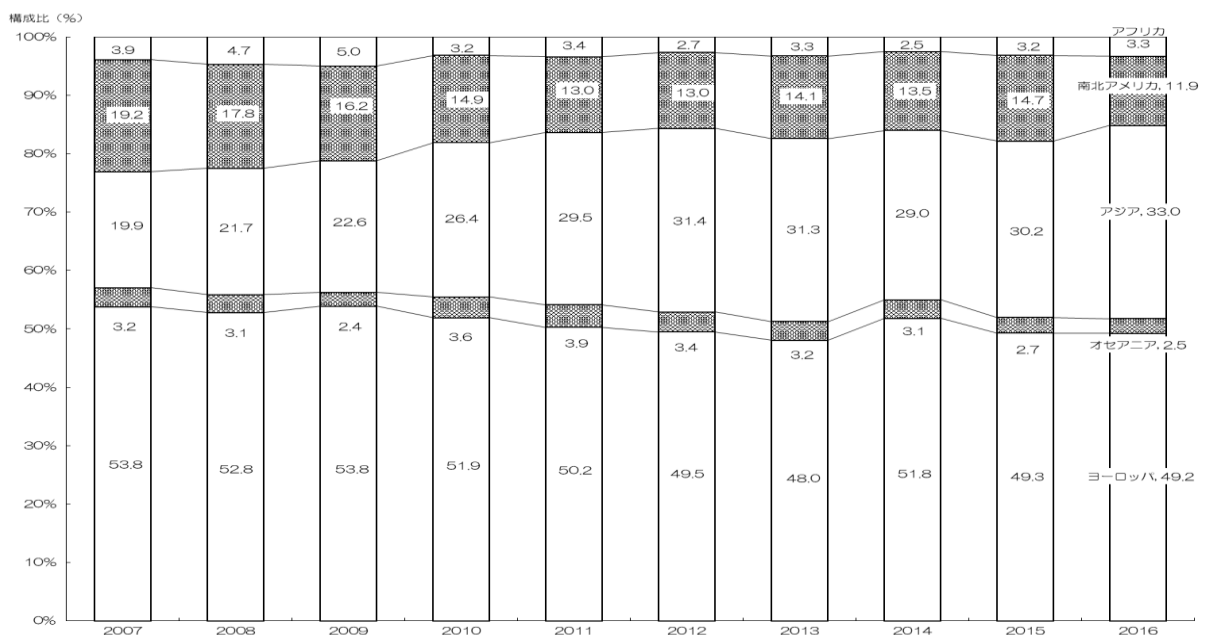 構成比（%）
アフリカ
100%
3.9 4.7 5.0 3.2 3.4 2.7 3.3 2.5 3.2 3.3
90%
19.2 17.8 16.2 14.9 13.0 13.0 14.1 13.5 14.7 南北アメリカ, 11.9
80%
70%
19.9 21.7 22.6 26.4 29.5 31.4 31.3 29.0 30.2 アジア, 33.0
60%
50%
3.2 3.1 2.4 3.6 3.9 3.4 3.2 3.1 2.7 オセアニア, 2.5
40%
30%
53.8 52.8 53.8 51.9 50.2 49.5 48.0 51.8 49.3 ヨーロッパ, 49.2
20%
10%
0%
2007 2008 2009 2010 2011 2012 2013 2014 2015 2016